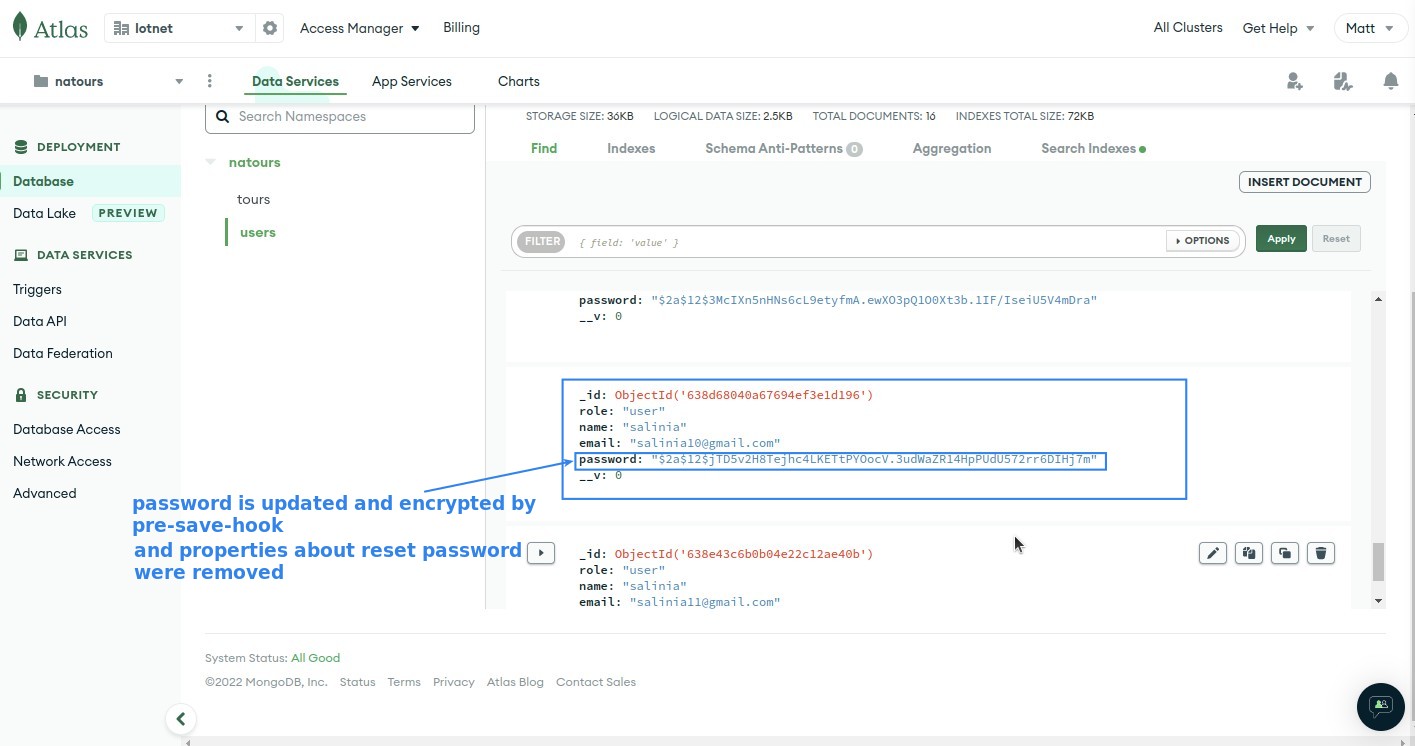 Atlas
Iotnet
Access Manager
Billing
All Clusters
Get Help
Matt
natours
Data Services
App Services
Charts
DEPLOYMENT
Database
Data Lake PREVIEW
DATA SERVICES
Triggers
Data API
Data Federation
SECURITY
Database Access
Network Access
Advanced
Search Namespaces
natours
tours
users
STORAGE SIZE: 36KB LOGICAL DATA SIZE: 2.5KB TOTAL DOCUMENTS: 16 INDEXES TOTAL SIZE: 72KB
Find Indexes Schema Anti-Patterns 0 Aggregation Search Indexes
INSERT DOCUMENT
FILTER { field: 'value' } OPTIONS Apply Reset
password: "$2a$12$3McIXn5nHNs6cL9etyfmA.ewXO3pQ1O0Xt3b.1IF/IseiU5V4mDra"
__v: 0
_id: ObjectId('638d68040a67694ef3e1d196')
role: "user"
name: "salinia"
email: "salinia10@gmail.com"
password: "$2a$12$jTD5v2H8Tejhc4LKETtPYOocV.3udWaZR14HpPUdU572rr6DIHj7m"
__v: 0
password is updated and encrypted by
pre-save-hook
and properties about reset password
were removed
_id: ObjectId('638e43c6b0b04e22c12ae40b')
role: "user"
name: "salinia"
email: "salinia11@gmail.com"
System Status: All Good
©2022 MongoDB, Inc. Status Terms Privacy Atlas Blog Contact Sales